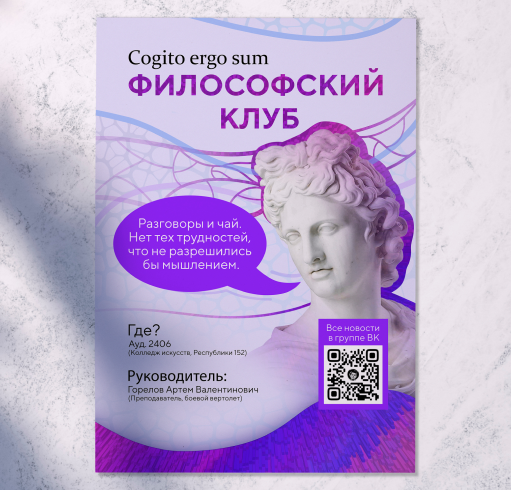 Cogito ergo sum
ФИЛОСОФСКИЙ
КЛУБ
Разговоры и чай.
Нет тех трудностей,
что не разрешились
бы мышлением.
Где?
Ауд. 2406
(Колледж искусств, Республики 152)
Руководитель:
Горелов Артем Валентинович
(Преподаватель, боевой вертолет)
Все новости
в группе ВК